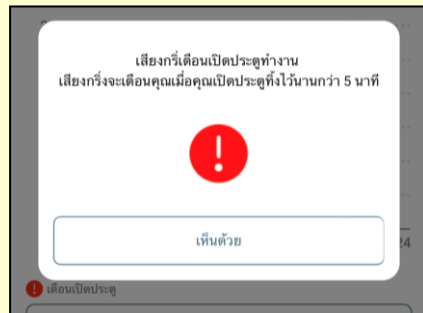 เสียงกริ่เตือนเปิดประตูทำงาน
เสียงกริ่งจะเตือนคุณเมื่อคุณเปิดประตูทิ้งไว้นานกว่า 5 นาที
เห็นด้วย
24
เตือนเปิดประตู